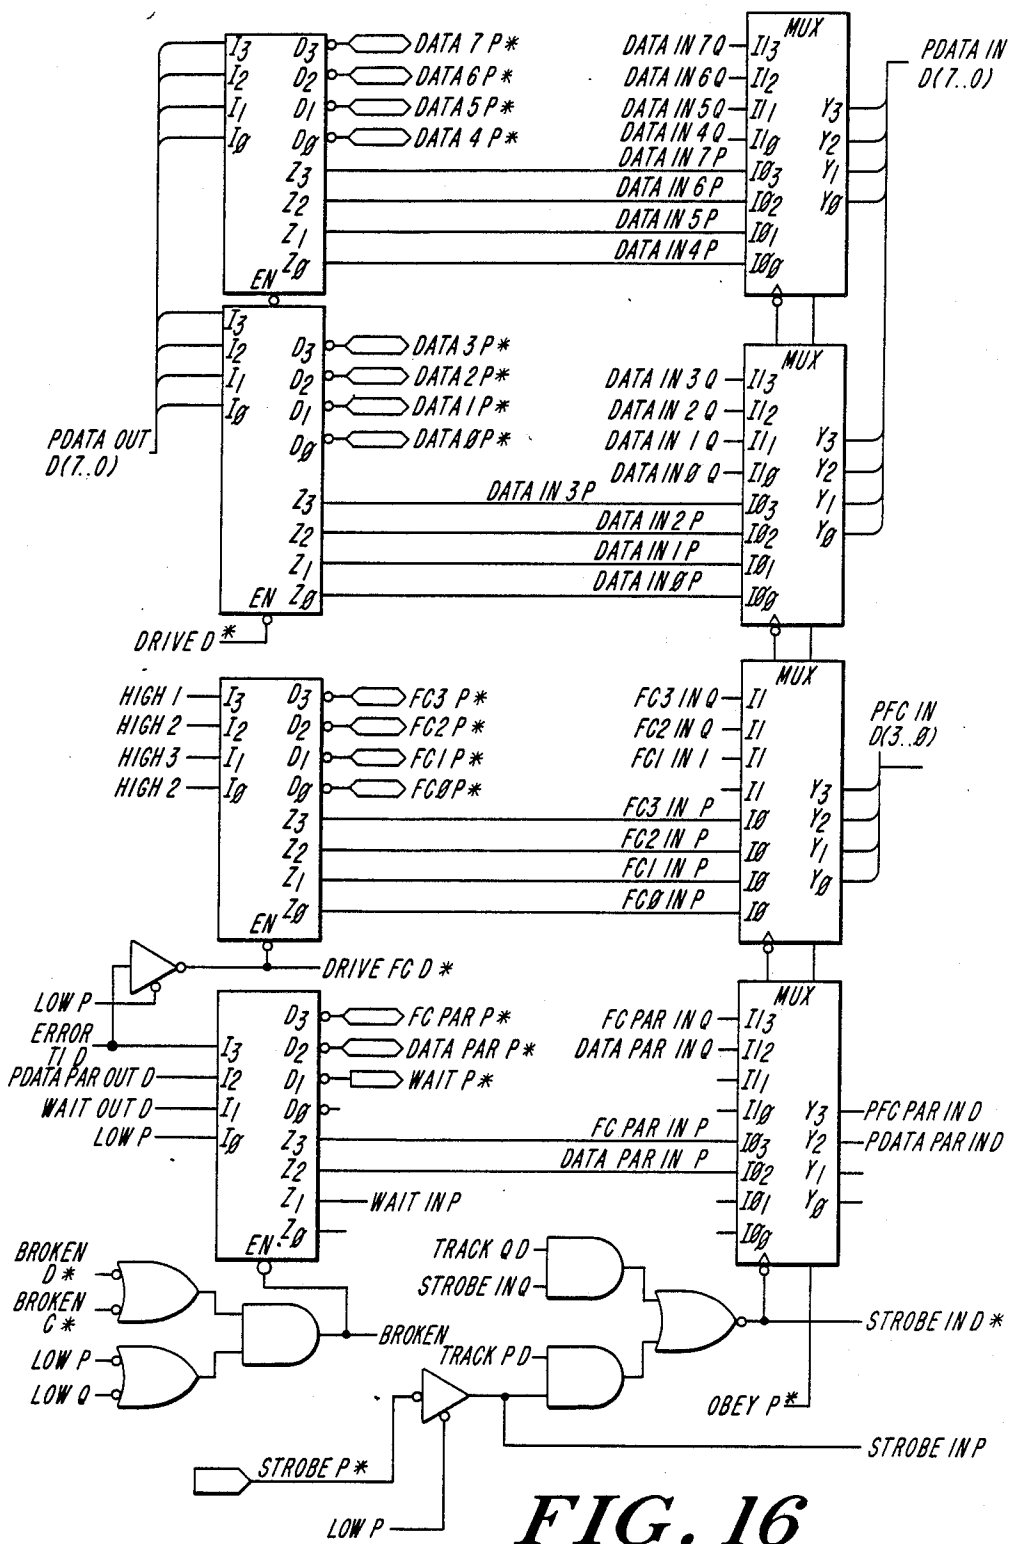 MUX
I3 D3 DATA 7 P* DATA IN 7Q I13 PDATA IN
I2 D2 DATA 6 P* DATA IN 6Q I12 D(7..0)
I1 D1 DATA 5 P* DATA IN 5Q I11 Y3
IØ DØ DATA 4 P* DATA IN 4Q I1Ø Y2
Z3 DATA IN 7P IØ3 Y1
Z2 DATA IN 6P IØ2 YØ
Z1 DATA IN 5P IØ1
ZØ DATA IN 4P IØØ
EN
I3
MUX
I2 D3 DATA 3 P*
I1 D2 DATA 2 P* DATA IN 3 Q I13
IØ D1 DATA 1 P* DATA IN 2 Q I12
PDATA OUT DØ DATA Ø P* DATA IN 1 Q I11 Y3
D(7..0) DATA IN Ø Q I1Ø Y2
Z3 DATA IN 3P IØ3 Y1
Z2 DATA IN 2 P IØ2 YØ
Z1 DATA IN 1 P IØ1
EN ZØ DATA IN Ø P IØØ
DRIVE D*
MUX
HIGH 1 I3 D3 FC3 P* FC3 IN Q I1
HIGH 2 I2 D2 FC2 P* FC2 IN Q I1 PFC IN
HIGH 3 I1 D1 FC1 P* FC1 IN 1 I1 D(3..Ø)
HIGH 2 IØ DØ FCØ P* I1 Y3
Z3 FC3 IN P IØ Y2
Z2 FC2 IN P IØ Y1
Z1 FC1 IN P IØ YØ
EN ZØ FCØ IN P IØ
DRIVE FC D*
LOW P
MUX
D3 FC PAR P* FC PAR IN Q I13
ERROR
T1 D I3 D2 DATA PAR P* DATA PAR IN Q I12
PDATA PAR OUT D I2 D1 WAIT P* I11
WAIT OUT D I1 DØ I1Ø Y3 PFC PAR IN D
LOW P IØ Z3 FC PAR IN P IØ3 Y2 PDATA PAR IN D
Z2 DATA PAR IN P IØ2 Y1
Z1 WAIT IN P IØ1 YØ
EN ZØ IØØ
BROKEN
D*
TRACK Q D
BROKEN
C*
STROBE IN Q
BROKEN STROBE IN D*
LOW P TRACK P D
LOW Q
OBEY P*
STROBE IN P
STROBE P*
LOW P
FIG. 16